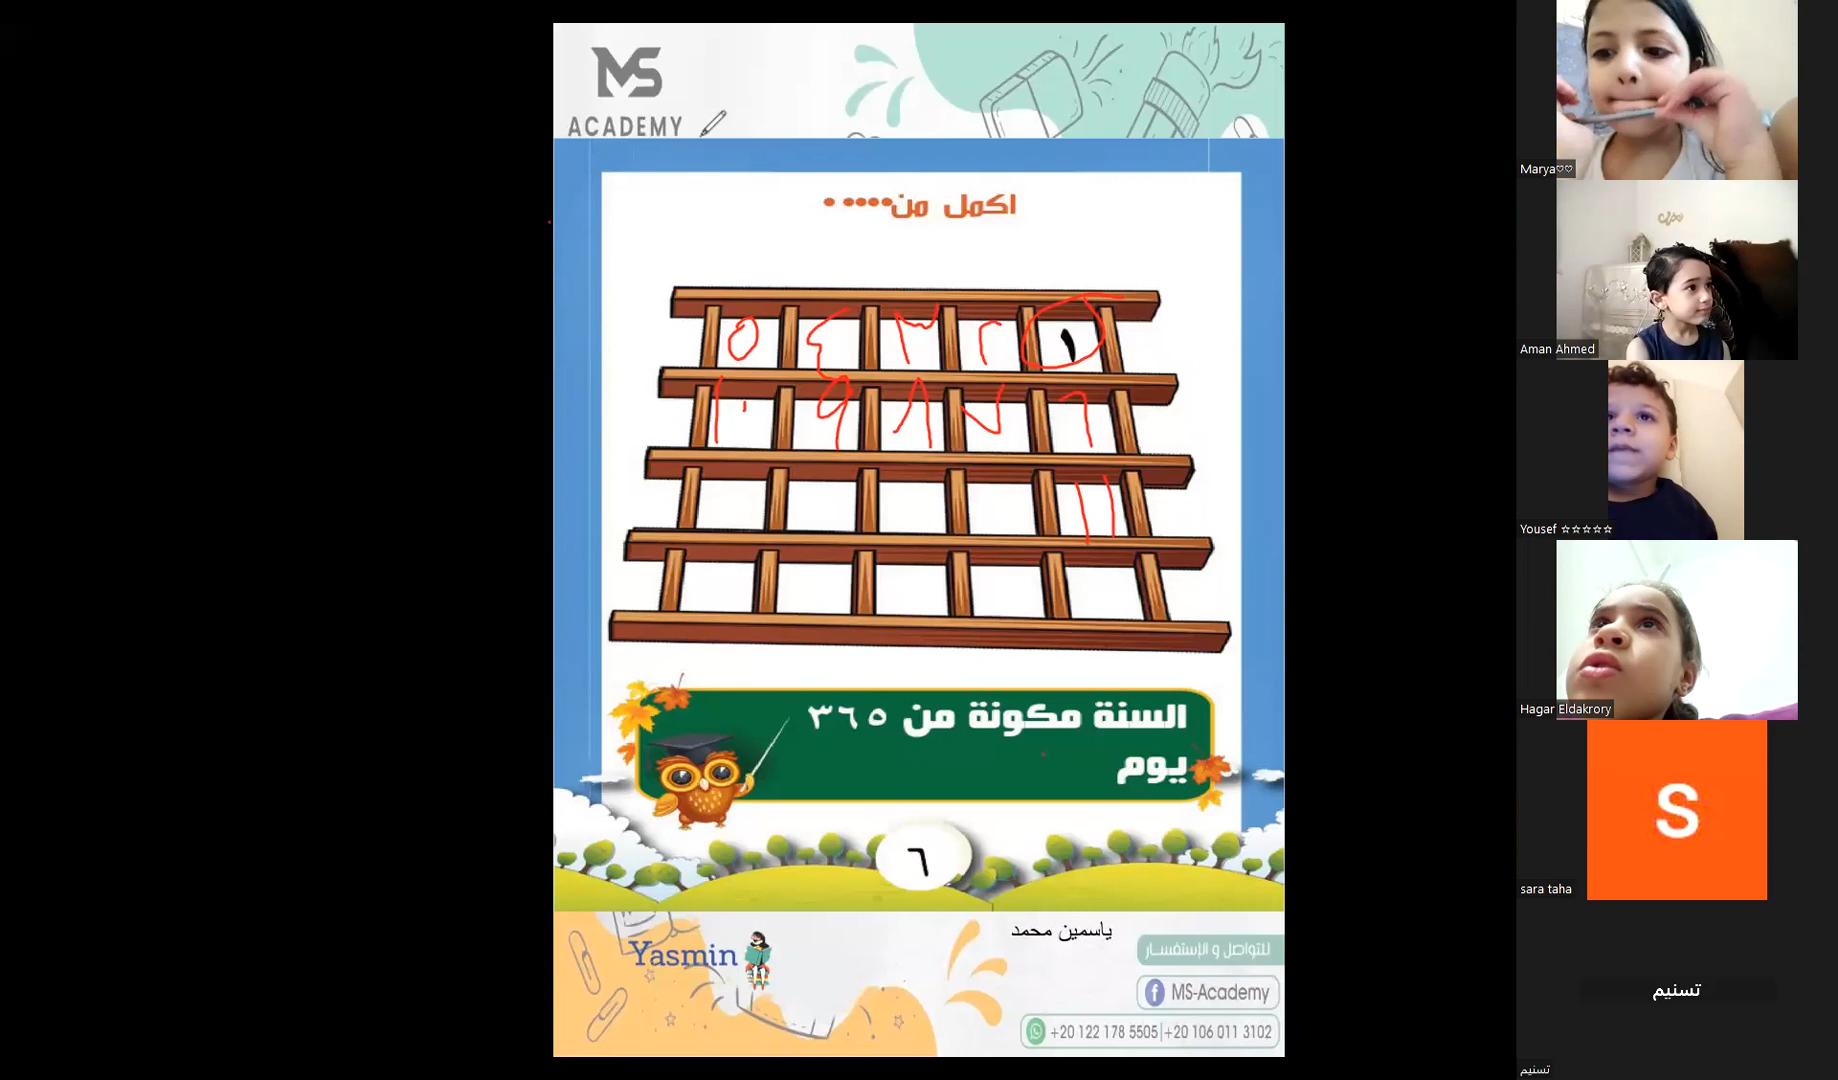 MS
ACADEMY
اكمل من.....
١ ٢ ٣ ٤ ٥
٦ ٧ ٨ ٩ ١٠
١١
السنة مكونة من ٣٦٥
يوم
٦
ياسمين محمد
Yasmin
للتواصل و الإستفسار
MS-Academy
+20 122 178 5505|+20 106 011 3102
Marya♡♡
Aman Ahmed
Yousef ☆☆☆☆☆
Hagar Eldakrory
S
sara taha
تسنيم
تسنيم